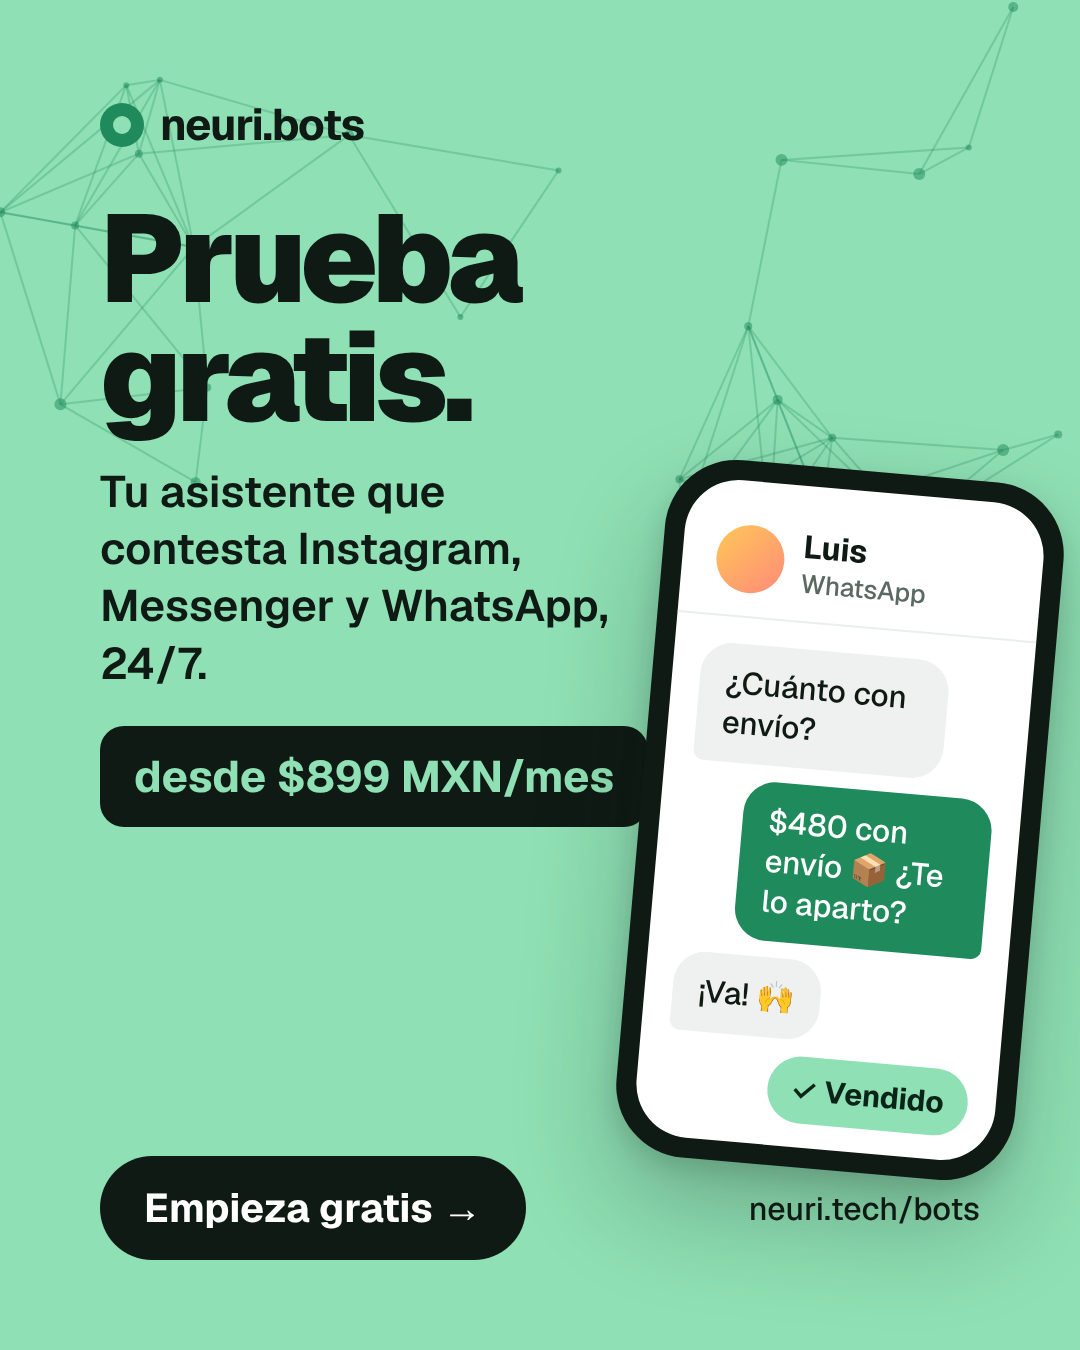 neuri.bots
Prueba
gratis.
Tu asistente que
contesta Instagram,
Messenger y WhatsApp,
24/7.
desde $899 MXN/mes
Luis
WhatsApp
¿Cuánto con
envío?
$480 con
envío 📦 ¿Te
lo aparto?
¡Va! 🙌
✓ Vendido
Empieza gratis →
neuri.tech/bots